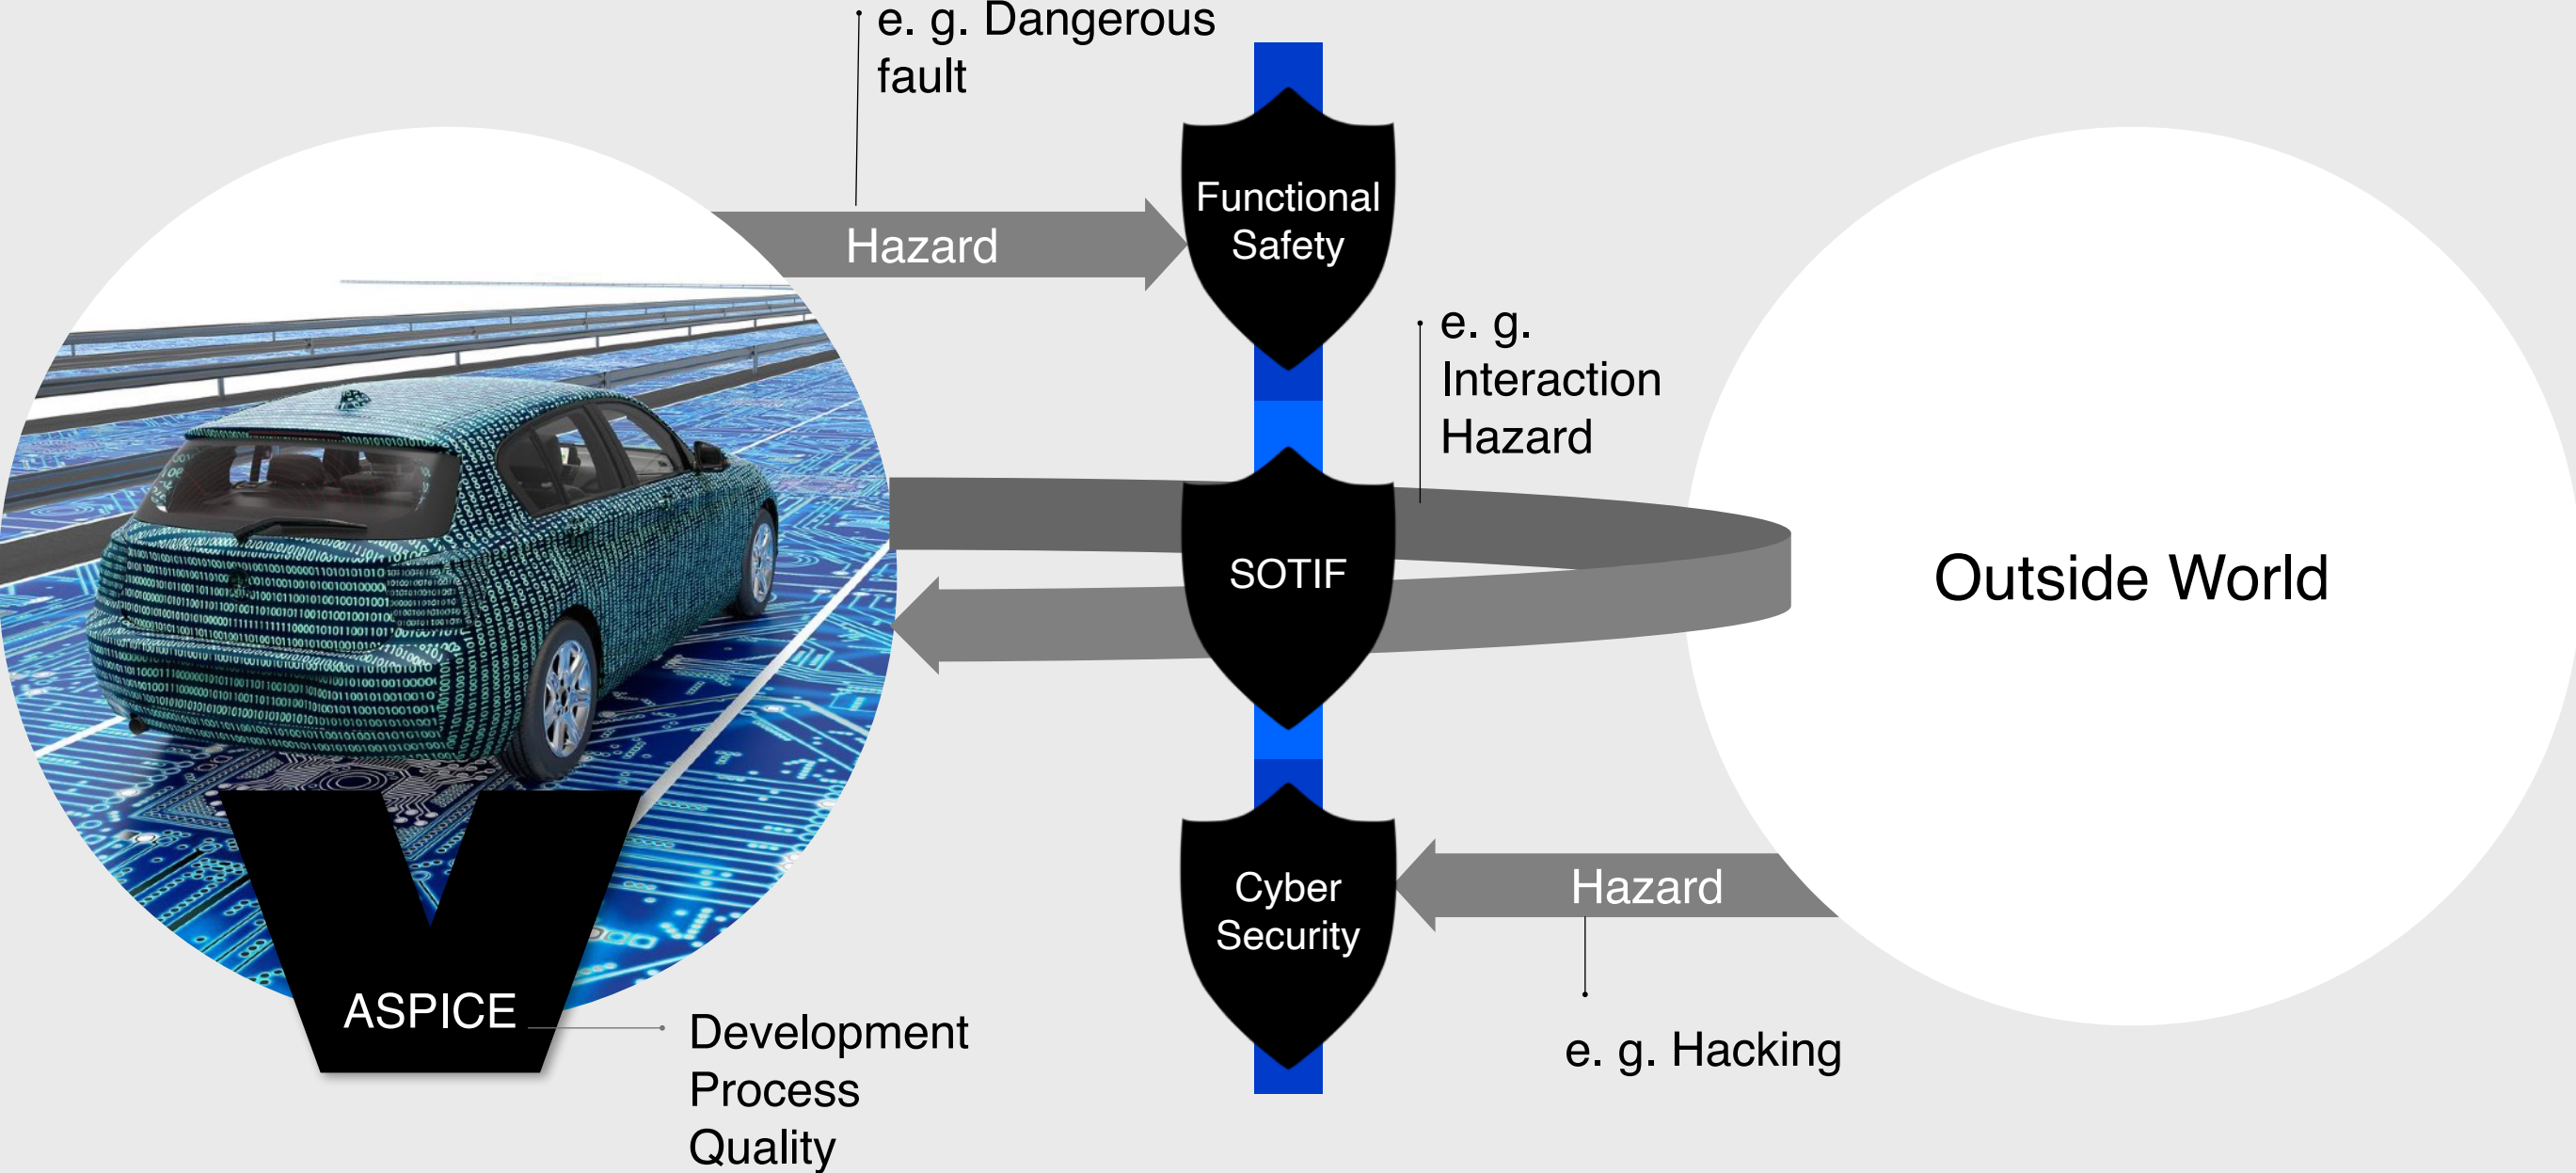 e. g. Dangerous
fault
Hazard
Functional
Safety
e. g.
Interaction
Hazard
SOTIF
Outside World
Cyber
Security
Hazard
e. g. Hacking
ASPICE
Development
Process
Quality